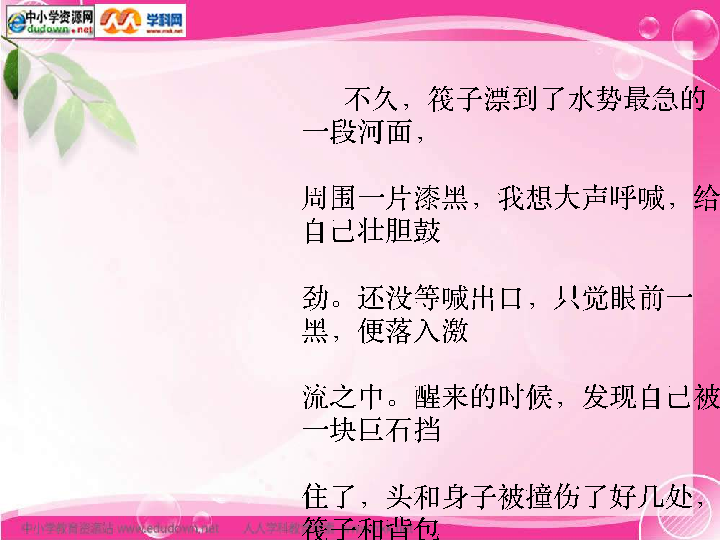 中小学资源网
dudown.net
学科网
www.nsk.net
不久，筏子漂到了水势最急的
一段河面，
周围一片漆黑，我想大声呼喊，给
自己壮胆鼓
劲。还没等喊出口，只觉眼前一
黑，便落入激
流之中。醒来的时候，发现自己被
一块巨石挡
住了，头和身子被撞伤了好几处，
筏子和背包
中小学教育资源站 www.edudown.net
人人学科教